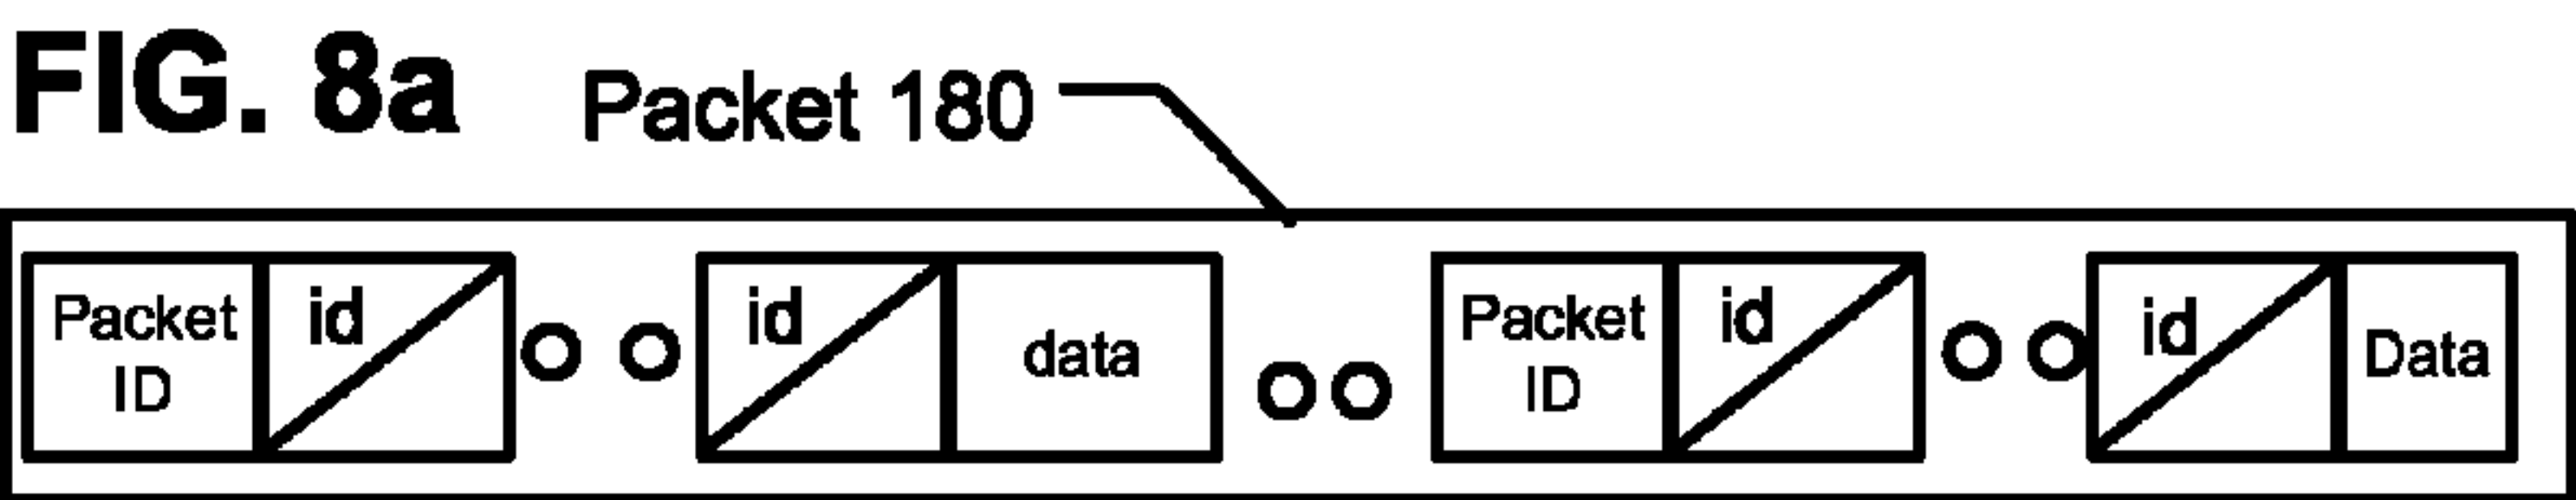 FIG. 8a Packet 180
Packet ID id id data Packet ID id id Data